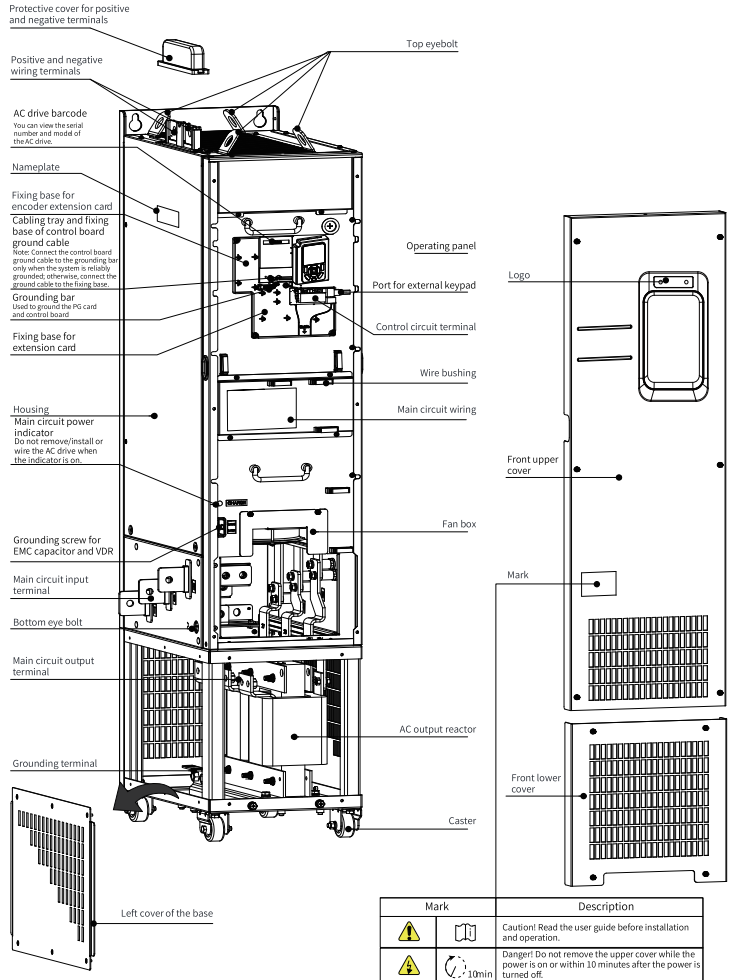 Protective cover for positive
and negative terminals
Top eyebolt
Positive and negative
wiring terminals
AC drive barcode
You can view the serial
number and model of
the AC drive.
Nameplate
Fixing base for
encoder extension card
Cabling tray and fixing
base of control board
ground cable
Note: Connect the control board
ground cable to the grounding bar
only when the system is reliably
grounded; otherwise, connect the
ground cable to the fixing base.
Grounding bar
Used to ground the PG card
and control board
Fixing base for
extension card
Housing
Main circuit power
indicator
Do not remove/install or
wire the AC drive when
the indicator is on.
Grounding screw for
EMC capacitor and VDR
Main circuit input
terminal
Bottom eye bolt
Main circuit output
terminal
Grounding terminal
Left cover of the base
Operating panel
Port for external keypad
Control circuit terminal
Wire bushing
Main circuit wiring
CHARGE
Fan box
AC output reactor
Caster
Logo
Front upper
cover
Mark
Front lower
cover
Mark Description
Caution! Read the user guide before installation
and operation.
10min
Danger! Do not remove the upper cover while the
power is on or within 10 minutes after the power is
turned off.